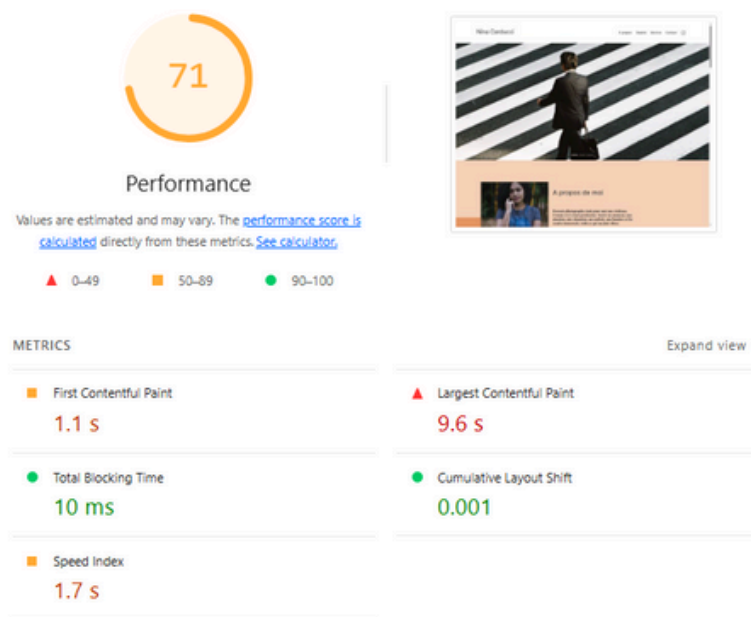 71
Performance
Values are estimated and may vary. The performance score is
calculated directly from these metrics. See calculator.
0–49
50–89
90–100
Nina Carducci
A propos de moi
METRICS
Expand view
First Contentful Paint
1.1 s
Largest Contentful Paint
9.6 s
Total Blocking Time
10 ms
Cumulative Layout Shift
0.001
Speed Index
1.7 s